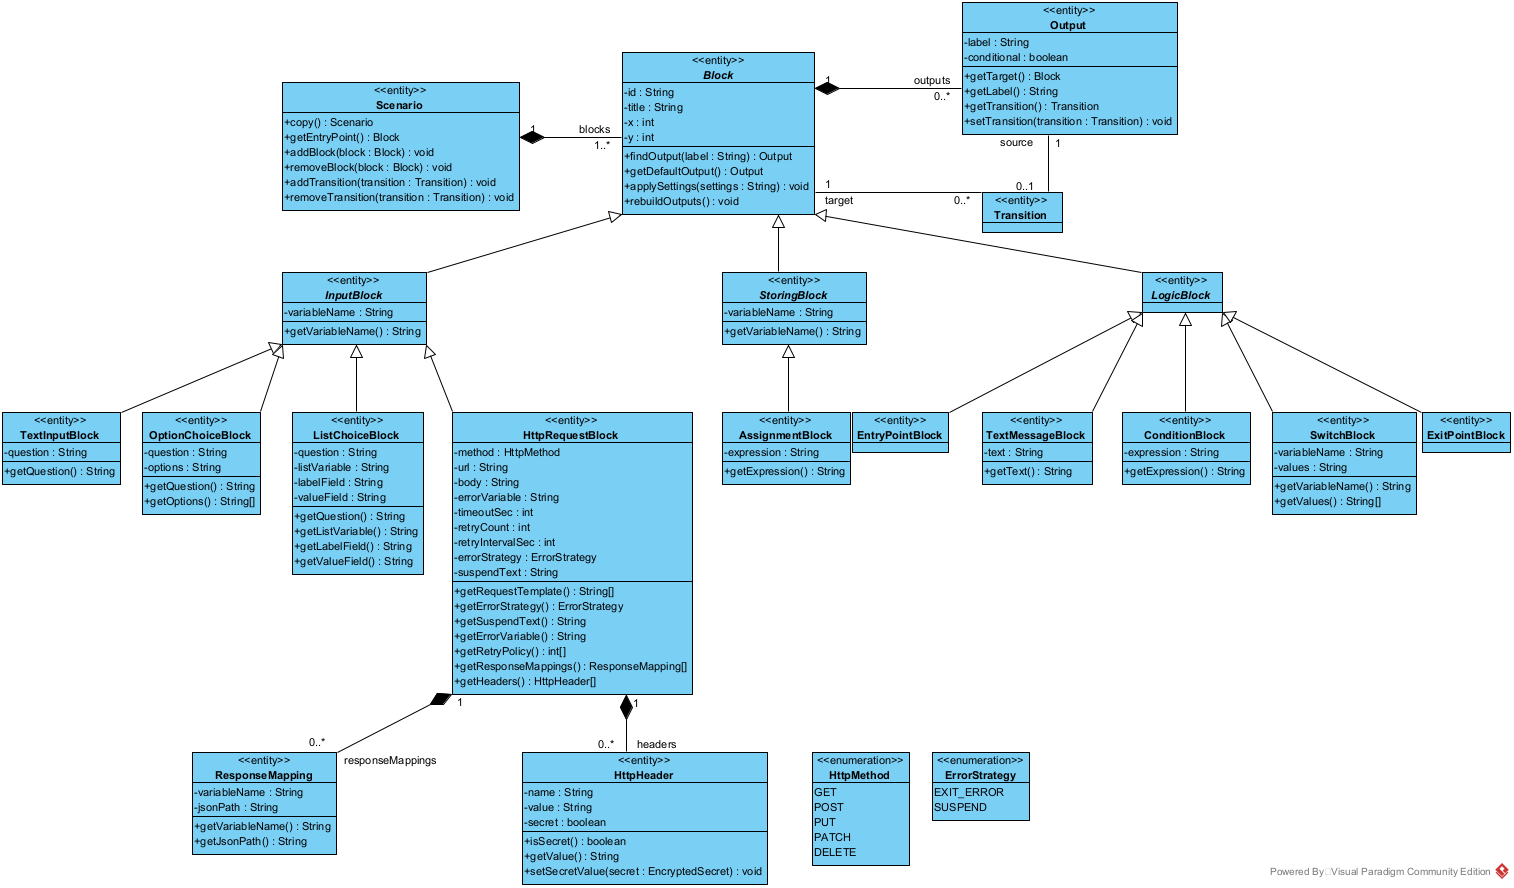 <<entity>>
Output
-label : String
-conditional : boolean
+getTarget() : Block
+getLabel() : String
+getTransition() : Transition
+setTransition(transition : Transition) : void
<<entity>>
Block
-id : String
-title : String
-x : int
-y : int
+findOutput(label : String) : Output
+getDefaultOutput() : Output
+applySettings(settings : String) : void
+rebuildOutputs() : void
1
outputs
0..*
<<entity>>
Scenario
+copy() : Scenario
+getEntryPoint() : Block
+addBlock(block : Block) : void
+removeBlock(block : Block) : void
+addTransition(transition : Transition) : void
+removeTransition(transition : Transition) : void
1
blocks
1..*
source
1
0..1
1
target
0..*
<<entity>>
Transition
<<entity>>
InputBlock
-variableName : String
+getVariableName() : String
<<entity>>
StoringBlock
-variableName : String
+getVariableName() : String
<<entity>>
LogicBlock
<<entity>>
TextInputBlock
-question : String
+getQuestion() : String
<<entity>>
OptionChoiceBlock
-question : String
-options : String
+getQuestion() : String
+getOptions() : String[]
<<entity>>
ListChoiceBlock
-question : String
-listVariable : String
-labelField : String
-valueField : String
+getQuestion() : String
+getListVariable() : String
+getLabelField() : String
+getValueField() : String
<<entity>>
HttpRequestBlock
-method : HttpMethod
-url : String
-body : String
-errorVariable : String
-timeoutSec : int
-retryCount : int
-retryIntervalSec : int
-errorStrategy : ErrorStrategy
-suspendText : String
+getRequestTemplate() : String[]
+getErrorStrategy() : ErrorStrategy
+getSuspendText() : String
+getErrorVariable() : String
+getRetryPolicy() : int[]
+getResponseMappings() : ResponseMapping[]
+getHeaders() : HttpHeader[]
<<entity>>
AssignmentBlock
-expression : String
+getExpression() : String
<<entity>>
EntryPointBlock
<<entity>>
TextMessageBlock
-text : String
+getText() : String
<<entity>>
ConditionBlock
-expression : String
+getExpression() : String
<<entity>>
SwitchBlock
-variableName : String
-values : String
+getVariableName() : String
+getValues() : String[]
<<entity>>
ExitPointBlock
1
0..*
responseMappings
1
0..*
headers
<<entity>>
ResponseMapping
-variableName : String
-jsonPath : String
+getVariableName() : String
+getJsonPath() : String
<<entity>>
HttpHeader
-name : String
-value : String
-secret : boolean
+isSecret() : boolean
+getValue() : String
+setSecretValue(secret : EncryptedSecret) : void
<<enumeration>>
HttpMethod
GET
POST
PUT
PATCH
DELETE
<<enumeration>>
ErrorStrategy
EXIT_ERROR
SUSPEND
Powered By Visual Paradigm Community Edition